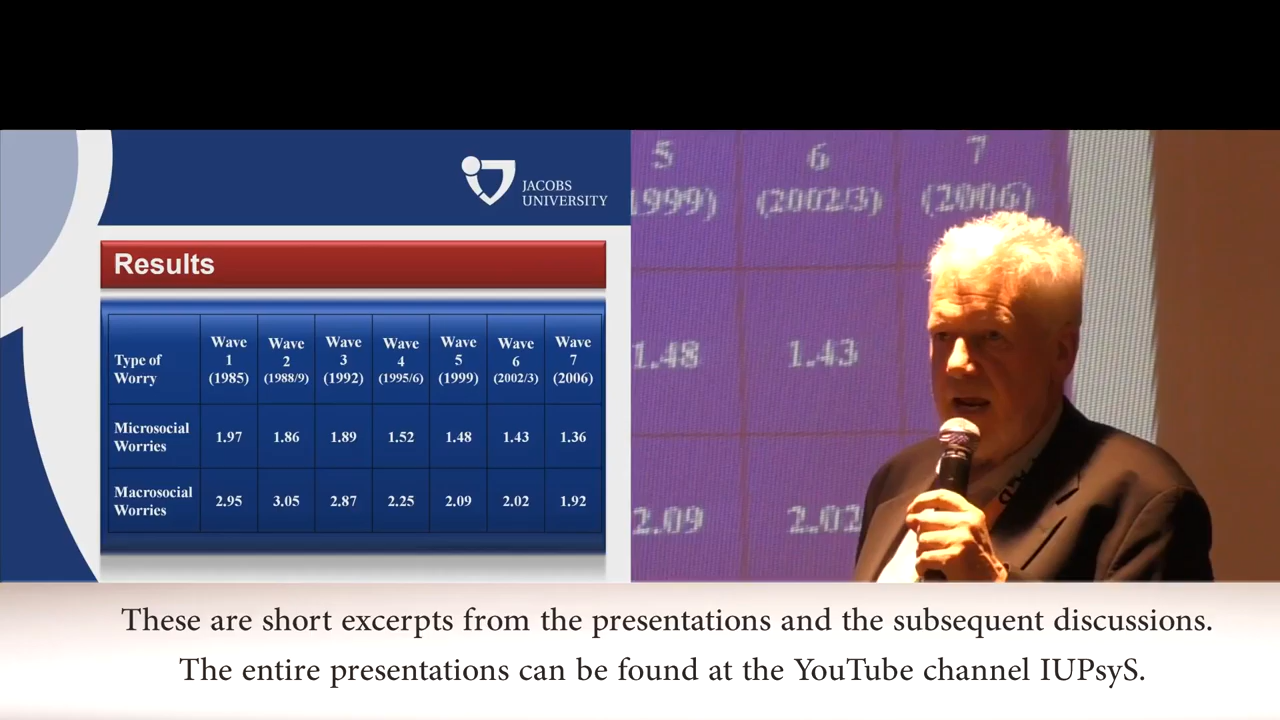 JACOBS
UNIVERSITY
Results
Type of Worry Wave 1 (1985) Wave 2 (1988/9) Wave 3 (1992) Wave 4 (1995/6) Wave 5 (1999) Wave 6 (2002/3) Wave 7 (2006)
Microsocial Worries 1.97 1.86 1.89 1.52 1.48 1.43 1.36
Macrosocial Worries 2.95 3.05 2.87 2.25 2.09 2.02 1.92
5 6 7
1999) (2002/3) (2006)
1.48 1.43
2.09 2.02
These are short excerpts from the presentations and the subsequent discussions.
The entire presentations can be found at the YouTube channel IUPsyS.